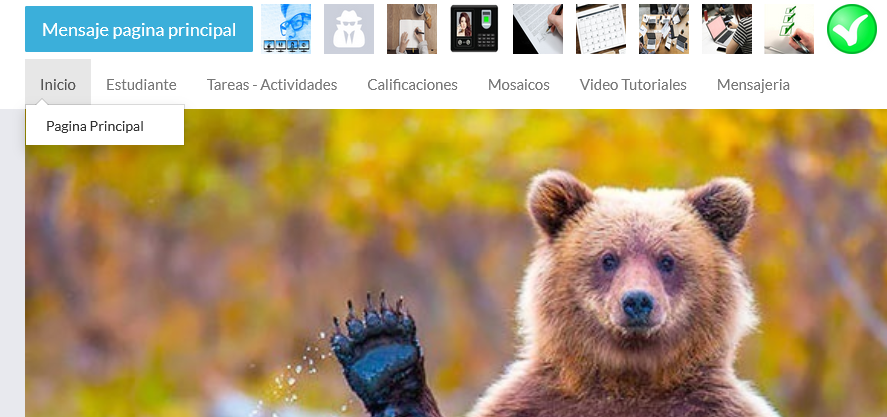 Mensaje pagina principal
Inicio Estudiante Tareas - Actividades Calificaciones Mosaicos Video Tutoriales Mensajeria
Pagina Principal